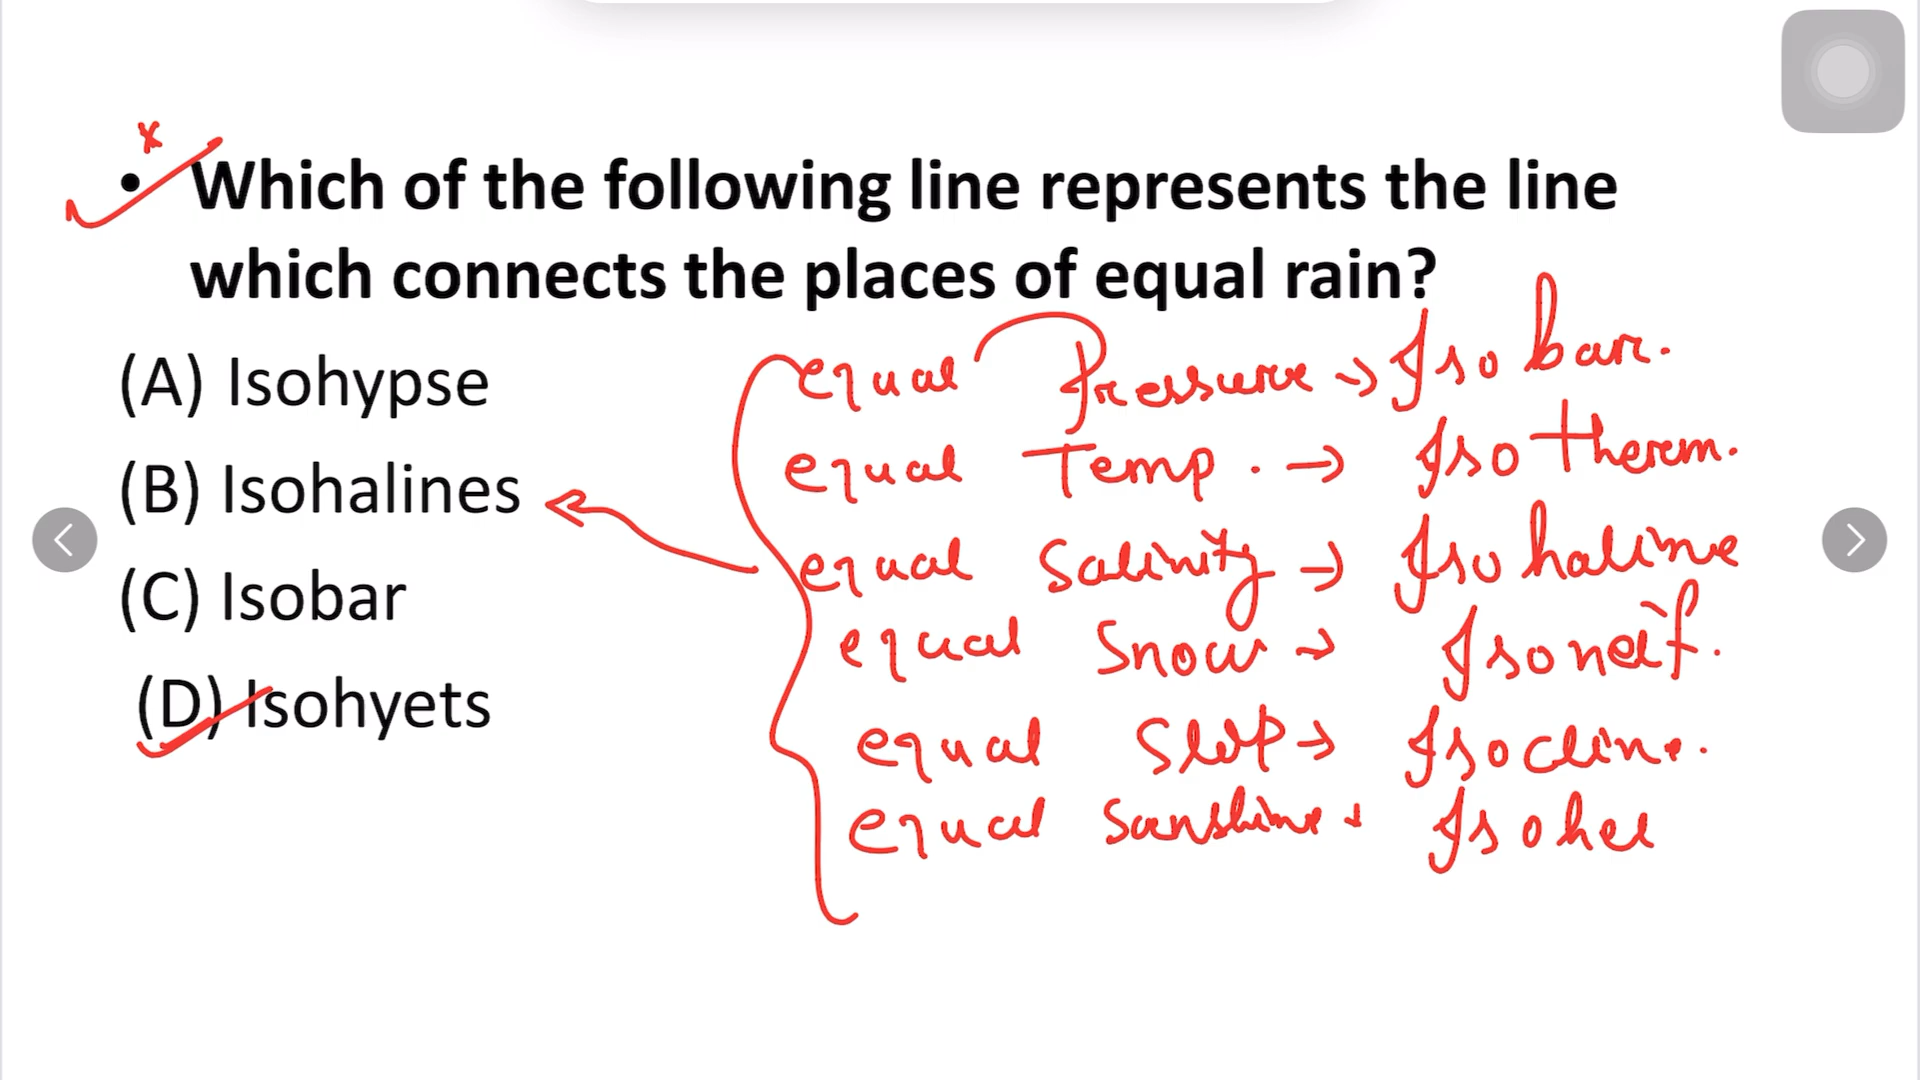 • Which of the following line represents the line
which connects the places of equal rain?
(A) Isohypse
(B) Isohalines
(C) Isobar
(D) Isohyets
equal Pressure → Isobar.
equal Temp. → Isotherm.
equal Salinity → Isohaline
equal Snow → Isoneif.
equal Slop → Isocline.
equal Sunshine → Isohel